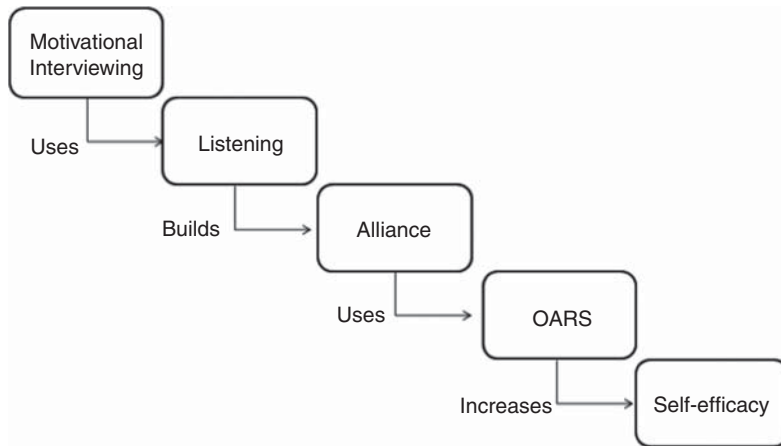 Motivational
Interviewing
Uses
Listening
Builds
Alliance
Uses
OARS
Increases
Self-efficacy